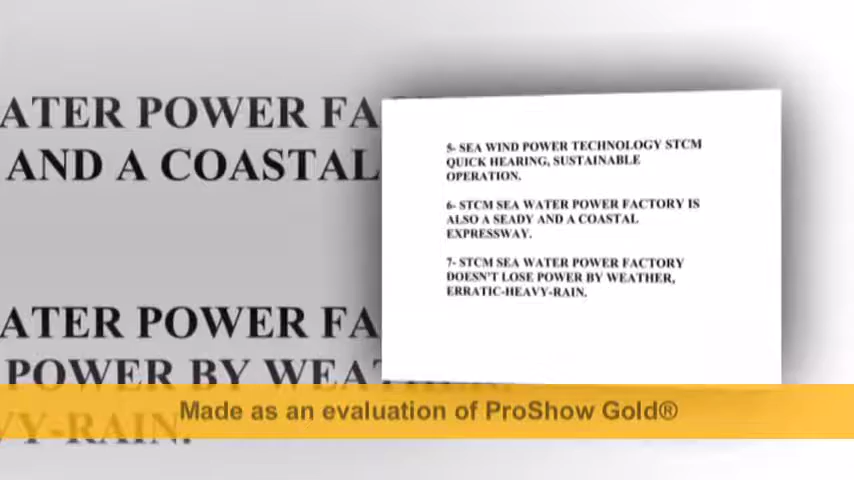 ATER POWER FA
AND A COASTAL
ATER POWER FA
POWER BY WEATHER,
VY-RAIN.
5- SEA WIND POWER TECHNOLOGY STCM
QUICK HEARING, SUSTAINABLE
OPERATION.
6- STCM SEA WATER POWER FACTORY IS
ALSO A SEADY AND A COASTAL
EXPRESSWAY.
7- STCM SEA WATER POWER FACTORY
DOESN'T LOSE POWER BY WEATHER,
ERRATIC-HEAVY-RAIN.
Made as an evaluation of ProShow Gold®